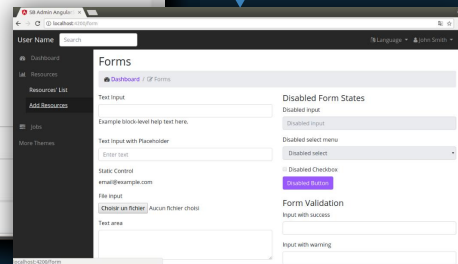 SB Admin Angular
localhost:4200/form
User Name
Search
Language
John Smith
Dashboard
Resources
Resources' List
Add Resources
Jobs
More Themes
Forms
Dashboard / Forms
Text Input
Example block-level help text here.
Text Input with Placeholder
Enter text
Static Control
email@example.com
File input
Choisir un fichier Aucun fichier choisi
Text area
Disabled Form States
Disabled input
Disabled input
Disabled select menu
Disabled select
Disabled Checkbox
Disabled Button
Form Validation
Input with success
Input with warning
localhost:4200/form